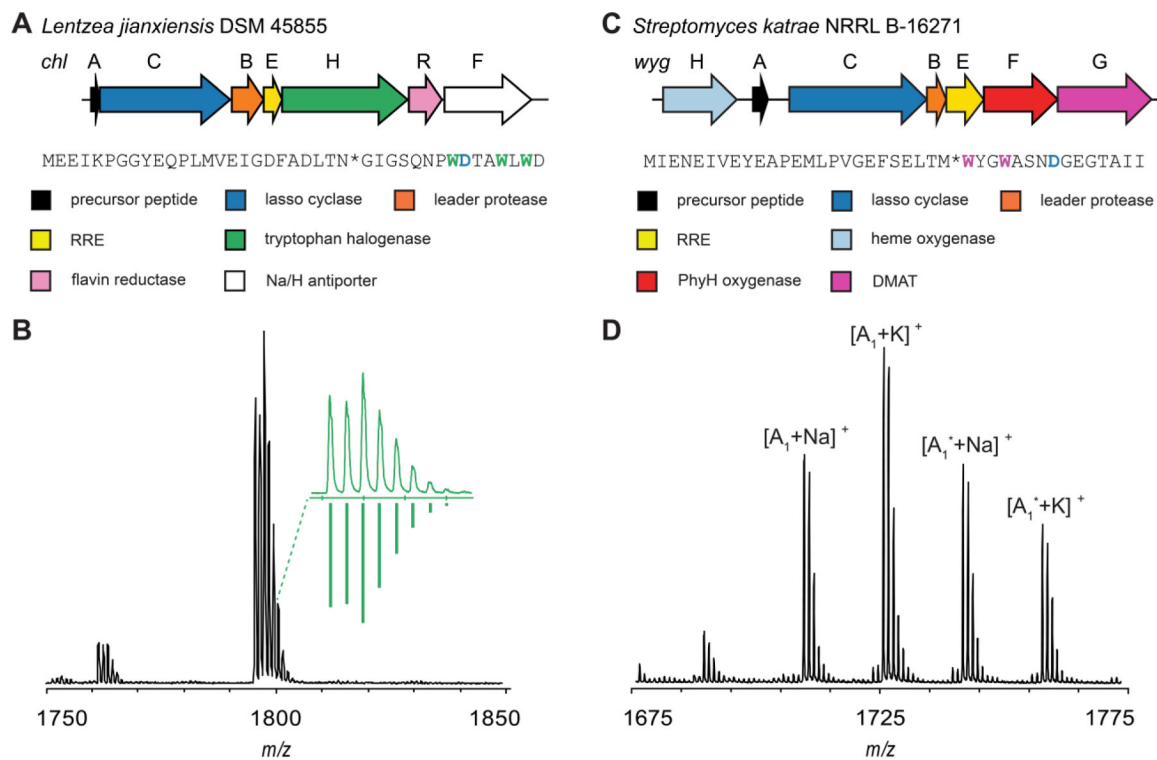 A Lentzea jianxiensis DSM 45855
chl A C B E H R F
MEEIKPGGYEQPLMVEIGDFADLTN*GIGSQNPWDTAWLWD
precursor peptide lasso cyclase leader protease
RRE tryptophan halogenase
flavin reductase Na/H antiporter
B
1750 1800 1850
m/z
C Streptomyces katrae NRRL B-16271
wyg H A C B E F G
MIENEIVEYEAPEMLPVGEFSELTM*WYGWASNDGEGTAII
precursor peptide lasso cyclase leader protease
RRE heme oxygenase
PhyH oxygenase DMAT
D
[A₁+K]⁺
[A₁+Na]⁺ [A₁*+Na]⁺
[A₁*+K]⁺
1675 1725 1775
m/z